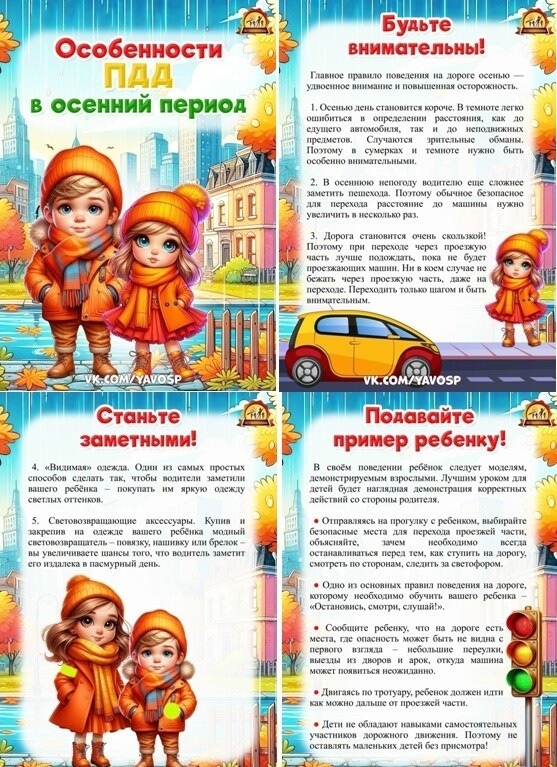 Особенности
ПДД
в осенний период
VK.COM/YAVOSP
Будьте
внимательны!
Главное правило поведения на дороге осенью —
удвоенное внимание и повышенная осторожность.
1. Осенью день становится короче. В темноте легко
ошибиться в определении расстояния, как до
едущего автомобиля, так и до неподвижных
предметов. Случаются зрительные обманы.
Поэтому в сумерках и темноте нужно быть
особенно внимательными.
2. В осеннюю непогоду водителю еще сложнее
заметить пешехода. Поэтому обычное безопасное
для перехода расстояние до машины нужно
увеличить в несколько раз.
3. Дорога становится очень скользкой!
Поэтому при переходе через проезжую
часть лучше подождать, пока не будет
проезжающих машин. Ни в коем случае не
бежать через проезжую часть, даже на
переходе. Переходить только шагом и быть
внимательным.
VK.COM/YAVOSP
Станьте
заметными!
4. «Видимая» одежда. Один из самых простых
способов сделать так, чтобы водители заметили
вашего ребёнка – покупать им яркую одежду
светлых оттенков.
5. Световозвращающие аксессуары. Купив и
закрепив на одежде вашего ребёнка модный
световозвращатель – повязку, нашивку или брелок –
вы увеличиваете шансы того, что водитель заметит
его издалека в пасмурный день.
Подавайте
пример ребенку!
В своём поведении ребёнок следует моделям,
демонстрируемым взрослыми. Лучшим уроком для
детей будет наглядная демонстрация корректных
действий со стороны родителя.
● Отправляясь на прогулку с ребенком, выбирайте
безопасные места для перехода проезжей части,
объясняйте, зачем необходимо всегда
останавливаться перед тем, как ступить на дорогу,
смотреть по сторонам, следить за светофором.
● Одно из основных правил поведения на дороге,
которому необходимо обучить вашего ребенка –
«Остановись, смотри, слушай!».
● Сообщите ребенку, что на дороге есть
места, где опасность может быть не видна с
первого взгляда – небольшие переулки,
выезды из дворов и арок, откуда машина
может появиться неожиданно.
● Двигаясь по тротуару, ребенок должен идти
как можно дальше от проезжей части.
● Дети не обладают навыками самостоятельных
участников дорожного движения. Поэтому не
оставлять маленьких детей без присмотра!